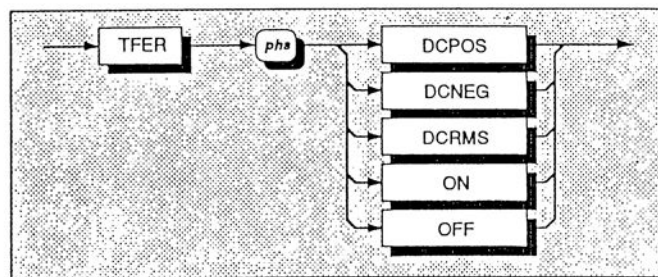 TFER phs DCPOS
DCNEG
DCRMS
ON
OFF